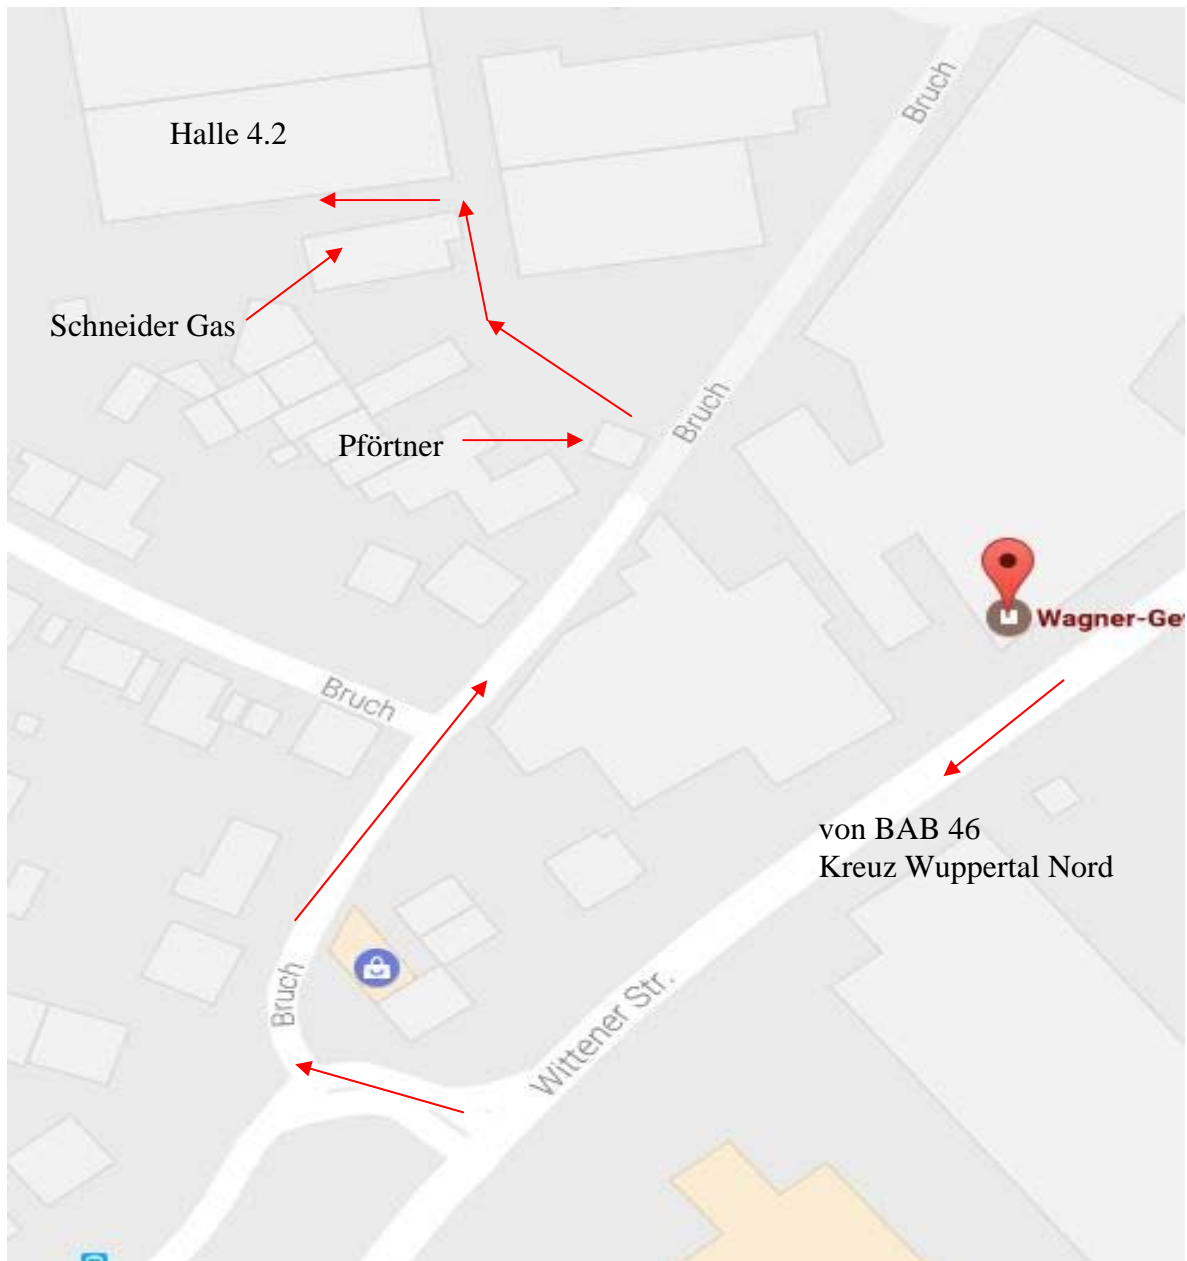 Bruch
Halle 4.2
Schneider Gas
Bruch
Pförtner
Wagner-Ge
Bruch
von BAB 46
Kreuz Wuppertal Nord
Bruch
Wittener Str.